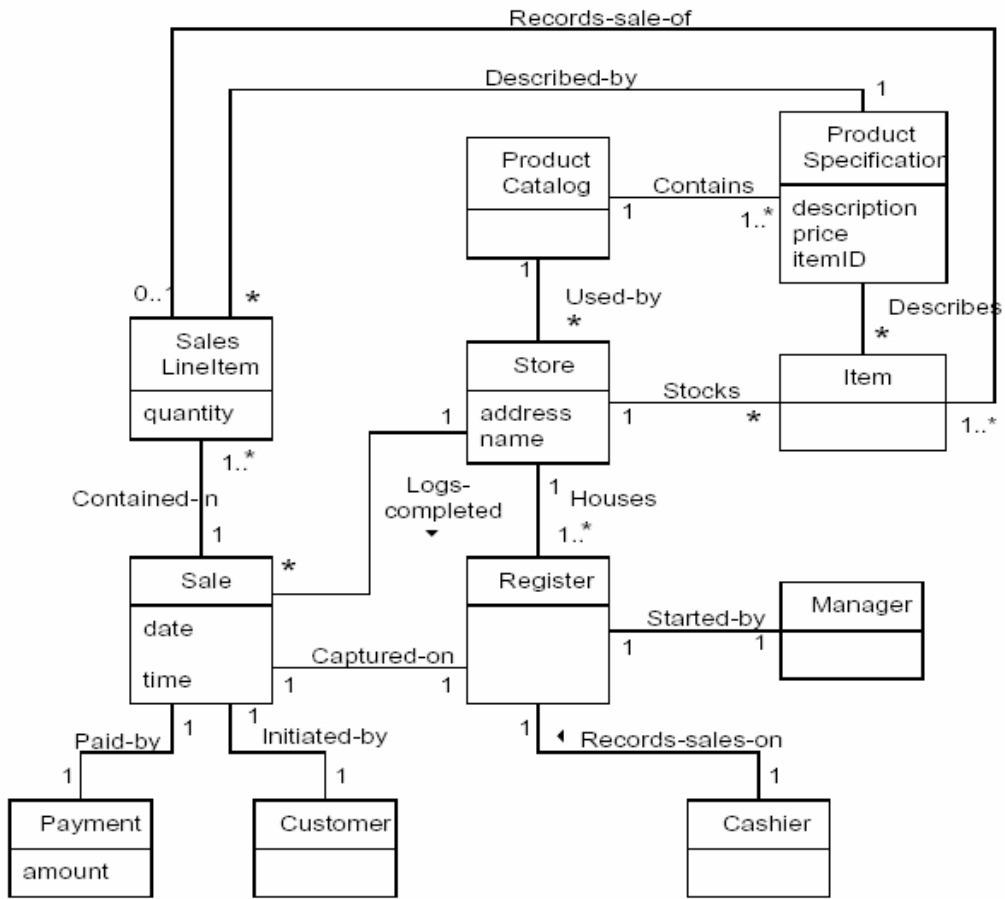 Records-sale-of
Described-by
1
Product
Catalog
Product
Specification
Contains
1
1..*
description
price
itemID
1
Used-by
*
Describes
*
0..1
*
Sales
LineItem
quantity
Store
address
name
Stocks
1
*
Item
1..*
1
1..*
Contained-in
1
Logs-
completed
1
Houses
1..*
Sale
date
time
*
Register
Started-by
1
1
Manager
Captured-on
1
1
Paid-by
1
1
Initiated-by
1
1
1
Records-sales-on
1
Payment
amount
Customer
Cashier